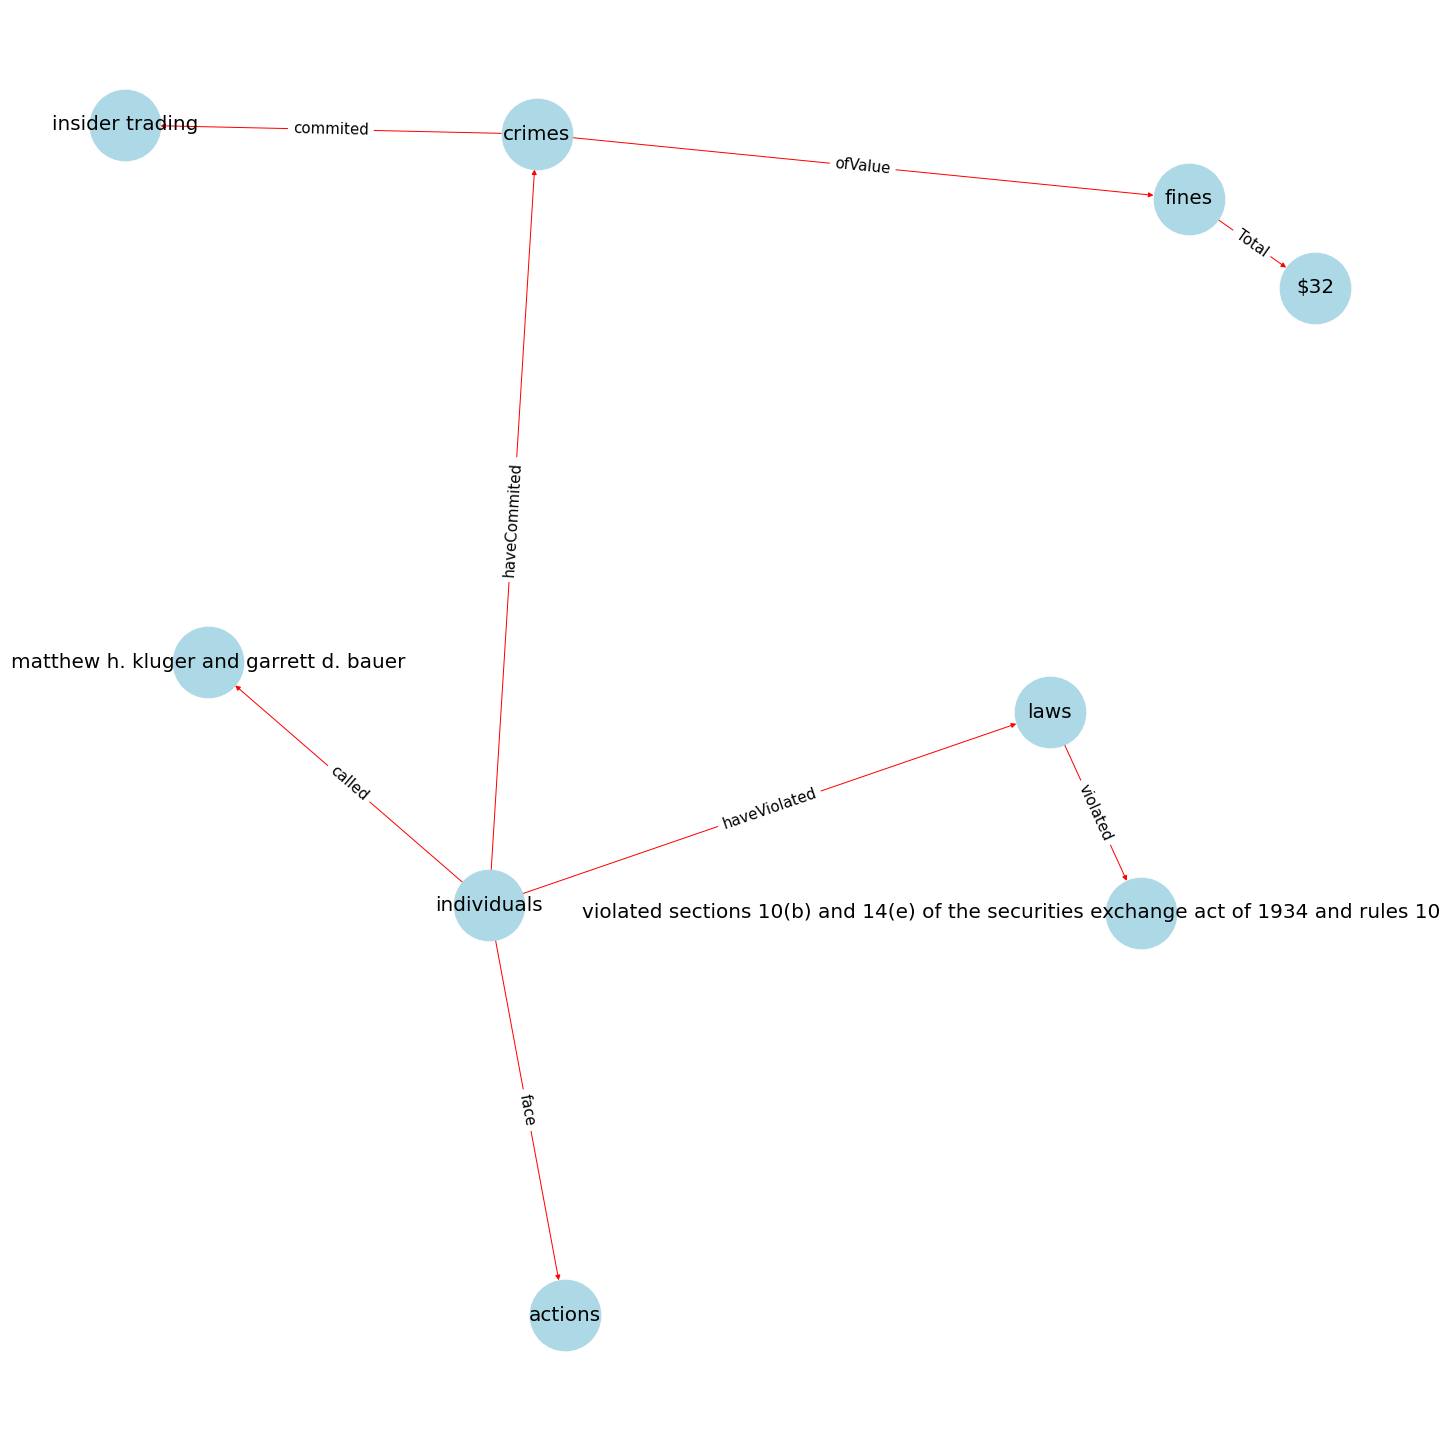 insider trading
commited
crimes
ofValue
fines
Total
$32
haveCommited
matthew h. kluger and garrett d. bauer
called
laws
haveViolated
violated
individuals
violated sections 10(b) and 14(e) of the securities exchange act of 1934 and rules 10
face
actions